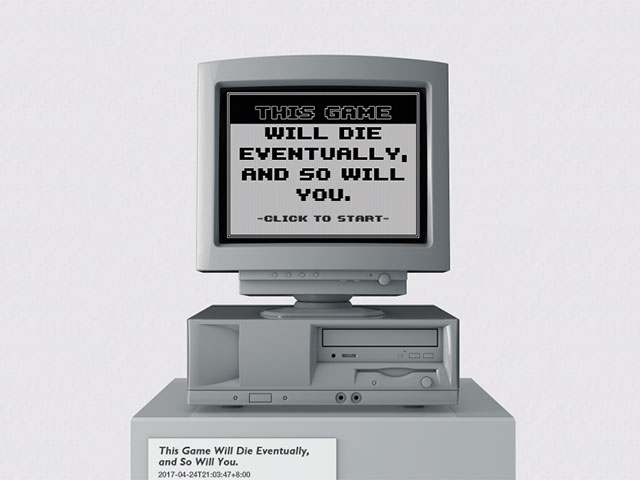 THIS GAME
WILL DIE
EVENTUALLY,
AND SO WILL
YOU.
-CLICK TO START-
This Game Will Die Eventually,
and So Will You.
2017-04-24T21:03:47+8:00